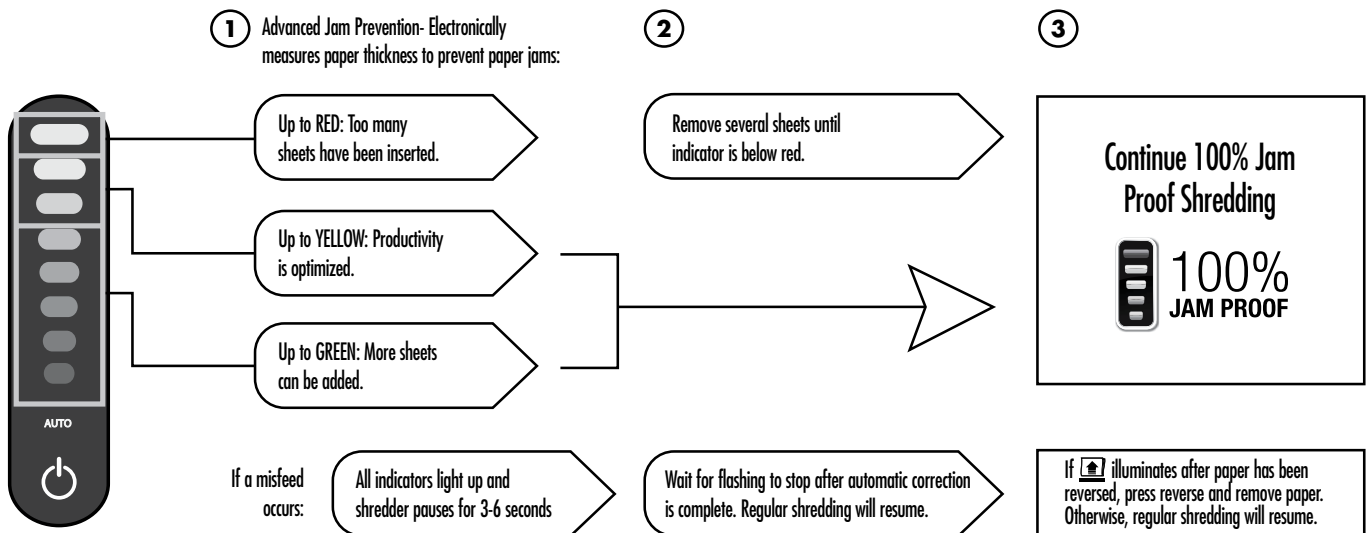 1
Advanced Jam Prevention- Electronically
measures paper thickness to prevent paper jams:
2
3
Up to RED: Too many
sheets have been inserted.
Remove several sheets until
indicator is below red.
Up to YELLOW: Productivity
is optimized.
Up to GREEN: More sheets
can be added.
Continue 100% Jam
Proof Shredding
100%
JAM PROOF
AUTO
If a misfeed
occurs:
All indicators light up and
shredder pauses for 3-6 seconds
Wait for flashing to stop after automatic correction
is complete. Regular shredding will resume.
If illuminates after paper has been
reversed, press reverse and remove paper.
Otherwise, regular shredding will resume.